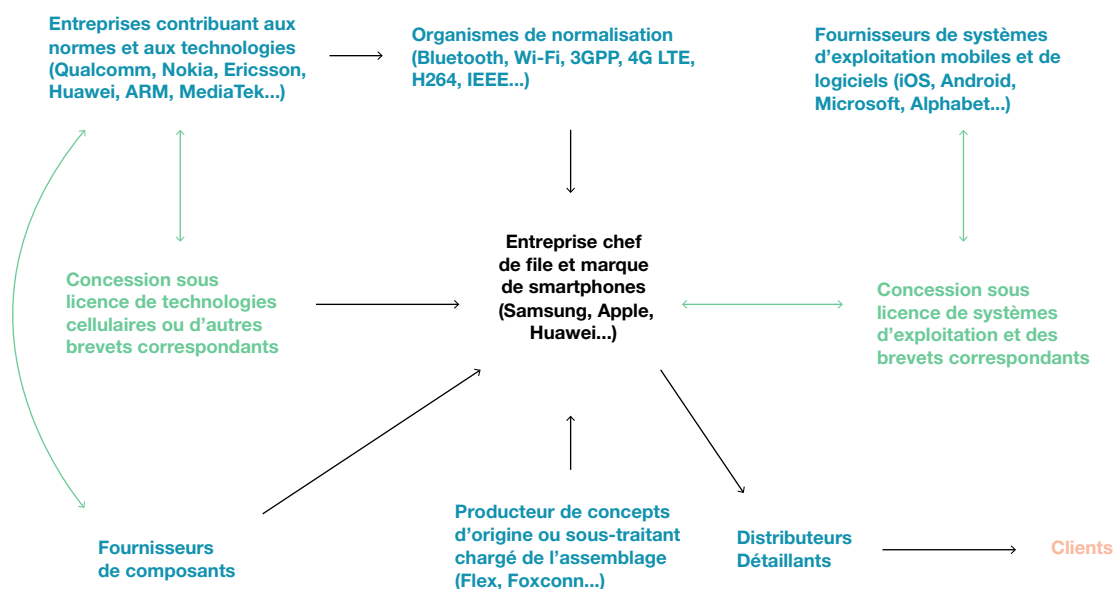 Entreprises contribuant aux
normes et aux technologies
(Qualcomm, Nokia, Ericsson,
Huawei, ARM, MediaTek...)
Organismes de normalisation
(Bluetooth, Wi-Fi, 3GPP, 4G LTE,
H264, IEEE...)
Fournisseurs de systèmes
d’exploitation mobiles et de
logiciels (iOS, Android,
Microsoft, Alphabet...)
Concession sous
licence de technologies
cellulaires ou d’autres
brevets correspondants
Entreprise chef
de file et marque
de smartphones
(Samsung, Apple,
Huawei...)
Concession sous
licence de systèmes
d’exploitation et des
brevets correspondants
Fournisseurs
de composants
Producteur de concepts
d’origine ou sous-traitant
chargé de l’assemblage
(Flex, Foxconn...)
Distributeurs
Détaillants
Clients